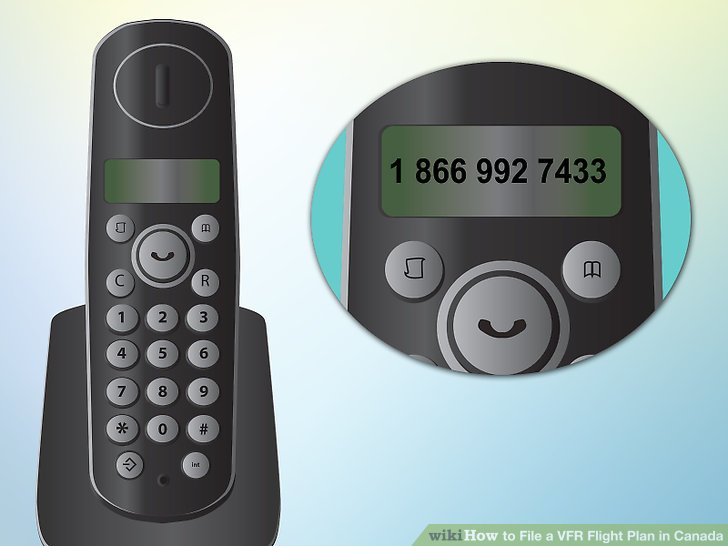 1 866 992 7433
C
R
1 2 3
4 5 6
7 8 9
* 0 #
int
wikiHow to File a VFR Flight Plan in Canada